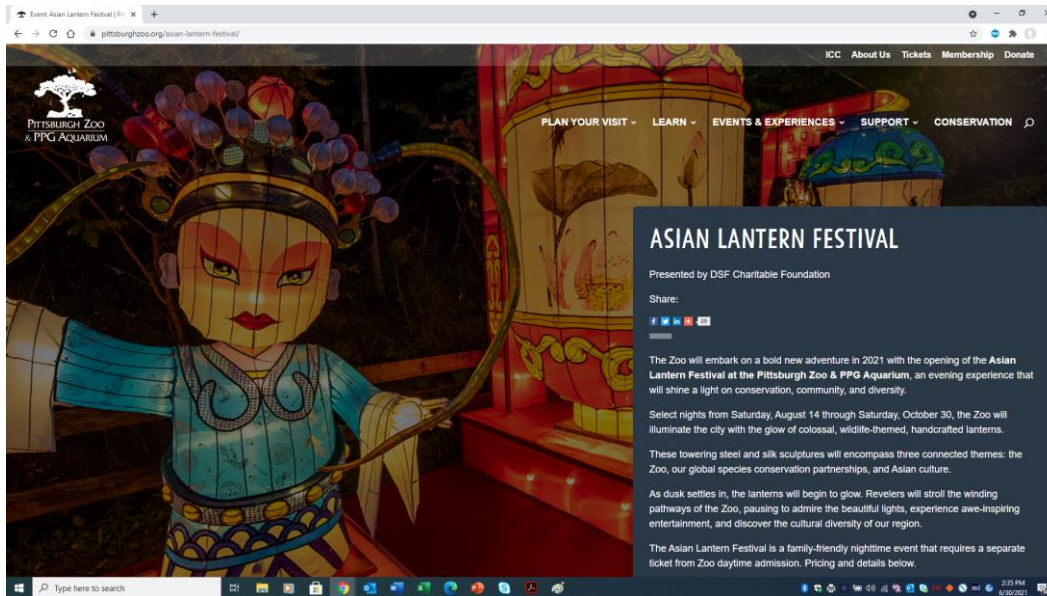 Event: Asian Lantern Festival | Pi
pittsburghzoo.org/asian-lantern-festival/
ICC About Us Tickets Membership Donate
PITTSBURGH ZOO
& PPG AQUARIUM
PLAN YOUR VISIT LEARN EVENTS & EXPERIENCES SUPPORT CONSERVATION
ASIAN LANTERN FESTIVAL
Presented by DSF Charitable Foundation
Share:
The Zoo will embark on a bold new adventure in 2021 with the opening of the Asian
Lantern Festival at the Pittsburgh Zoo & PPG Aquarium, an evening experience that
will shine a light on conservation, community, and diversity.
Select nights from Saturday, August 14 through Saturday, October 30, the Zoo will
illuminate the city with the glow of colossal, wildlife-themed, handcrafted lanterns.
These towering steel and silk sculptures will encompass three connected themes: the
Zoo, our global species conservation partnerships, and Asian culture.
As dusk settles in, the lanterns will begin to glow. Revelers will stroll the winding
pathways of the Zoo, pausing to admire the beautiful lights, experience awe-inspiring
entertainment, and discover the cultural diversity of our region.
The Asian Lantern Festival is a family-friendly nighttime event that requires a separate
ticket from Zoo daytime admission. Pricing and details below.
Type here to search
2:35 PM
6/30/2021